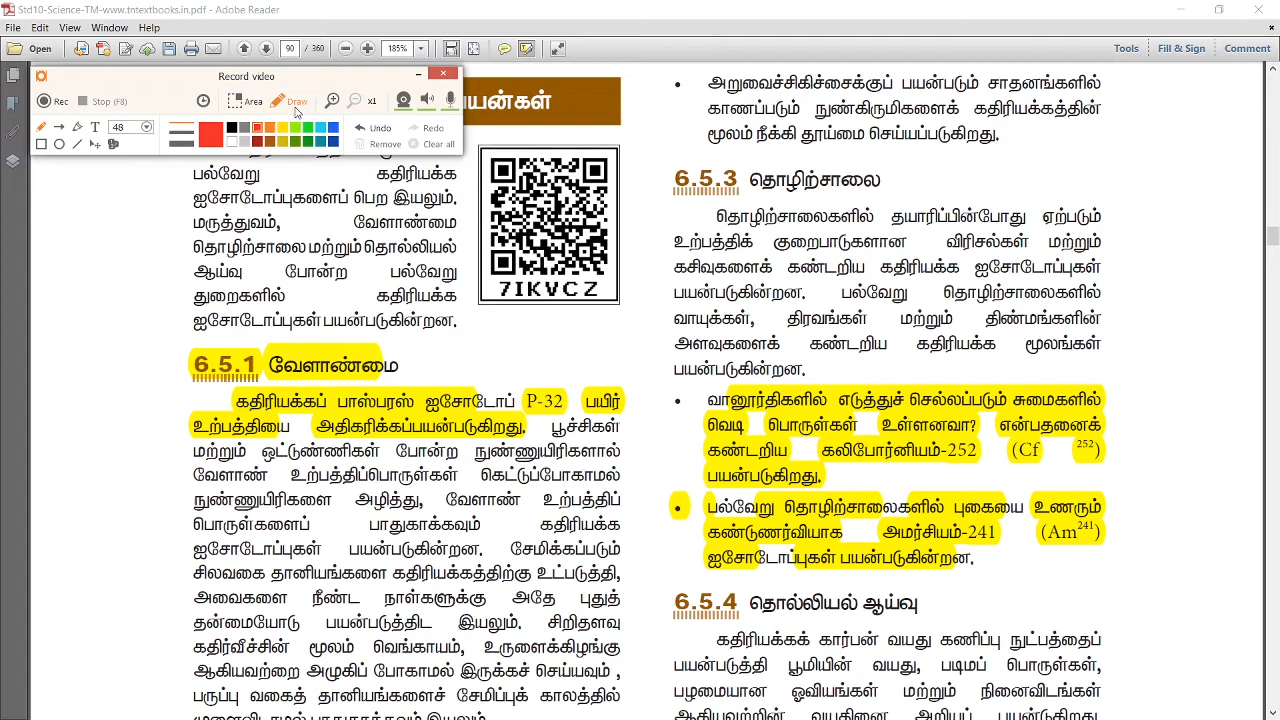 Std10-Science-TM-www.tntextbooks.in.pdf - Adobe Reader
File Edit View Window Help
Open 90 / 360 185% Tools Fill & Sign Comment
Record video
Rec Stop (F8) Area Draw x1
T 48 Undo Redo
Remove Clear all
பயன்கள்
பல்வேறு கதிரியக்க
ஐசோடோப்புகளைப் பெற இயலும்.
மருத்துவம், வேளாண்மை
தொழிற்சாலை மற்றும் தொல்லியல்
ஆய்வு போன்ற பல்வேறு
துறைகளில் கதிரியக்க
ஐசோடோப்புகள் பயன்படுகின்றன.
7IKVCZ
6.5.1 வேளாண்மை
கதிரியக்கப் பாஸ்பரஸ் ஐசோடோப் P-32 பயிர்
உற்பத்தியை அதிகரிக்கப்பயன்படுகிறது. பூச்சிகள்
மற்றும் ஒட்டுண்ணிகள் போன்ற நுண்ணுயிரிகளால்
வேளாண் உற்பத்திப்பொருள்கள் கெட்டுப்போகாமல்
நுண்ணுயிரிகளை அழித்து, வேளாண் உற்பத்திப்
பொருள்களைப் பாதுகாக்கவும் கதிரியக்க
ஐசோடோப்புகள் பயன்படுகின்றன. சேமிக்கப்படும்
சிலவகை தானியங்களை கதிரியக்கத்திற்கு உட்படுத்தி,
அவைகளை நீண்ட நாள்களுக்கு அதே புதுத்
தன்மையோடு பயன்படுத்திட இயலும். சிறிதளவு
கதிர்வீச்சின் மூலம் வெங்காயம், உருளைக்கிழங்கு
ஆகியவற்றை அழுகிப் போகாமல் இருக்கச் செய்யவும் ,
பருப்பு வகைத் தானியங்களைச் சேமிப்புக் காலத்தில்
முளைவிடாமல் பாதுகாக்கவும் இயலும்.
• அறுவைச்சிகிச்சைக்குப் பயன்படும் சாதனங்களில்
காணப்படும் நுண்கிருமிகளைக் கதிரியக்கத்தின்
மூலம் நீக்கி தூய்மை செய்யப்படுகிறது.
6.5.3 தொழிற்சாலை
தொழிற்சாலைகளில் தயாரிப்பின்போது ஏற்படும்
உற்பத்திக் குறைபாடுகளான விரிசல்கள் மற்றும்
கசிவுகளைக் கண்டறிய கதிரியக்க ஐசோடோப்புகள்
பயன்படுகின்றன. பல்வேறு தொழிற்சாலைகளில்
வாயுக்கள், திரவங்கள் மற்றும் திண்மங்களின்
அளவுகளைக் கண்டறிய கதிரியக்க மூலங்கள்
பயன்படுகின்றன.
• வானூர்திகளில் எடுத்துச் செல்லப்படும் சுமைகளில்
வெடி பொருள்கள் உள்ளனவா? என்பதனைக்
கண்டறிய கலிபோர்னியம்-252 (Cf 252)
பயன்படுகிறது.
• பல்வேறு தொழிற்சாலைகளில் புகையை உணரும்
கண்டுணர்வியாக அமர்சியம்-241 (Am241)
ஐசோடோப்புகள் பயன்படுகின்றன.
6.5.4 தொல்லியல் ஆய்வு
கதிரியக்கக் கார்பன் வயது கணிப்பு நுட்பத்தைப்
பயன்படுத்தி பூமியின் வயது, படிமப் பொருள்கள்,
பழமையான ஓவியங்கள் மற்றும் நினைவிடங்கள்
ஆகியவற்றின் வயதினை அறியப் பயன்படுகின்றன.